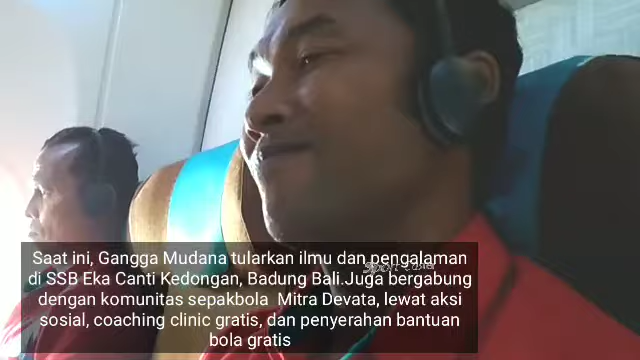 Saat ini, Gangga Mudana tularkan ilmu dan pengalaman
di SSB Eka Canti Kedongan, Badung Bali.Juga bergabung
dengan komunitas sepakbola Mitra Devata, lewat aksi
sosial, coaching clinic gratis, dan penyerahan bantuan
bola gratis